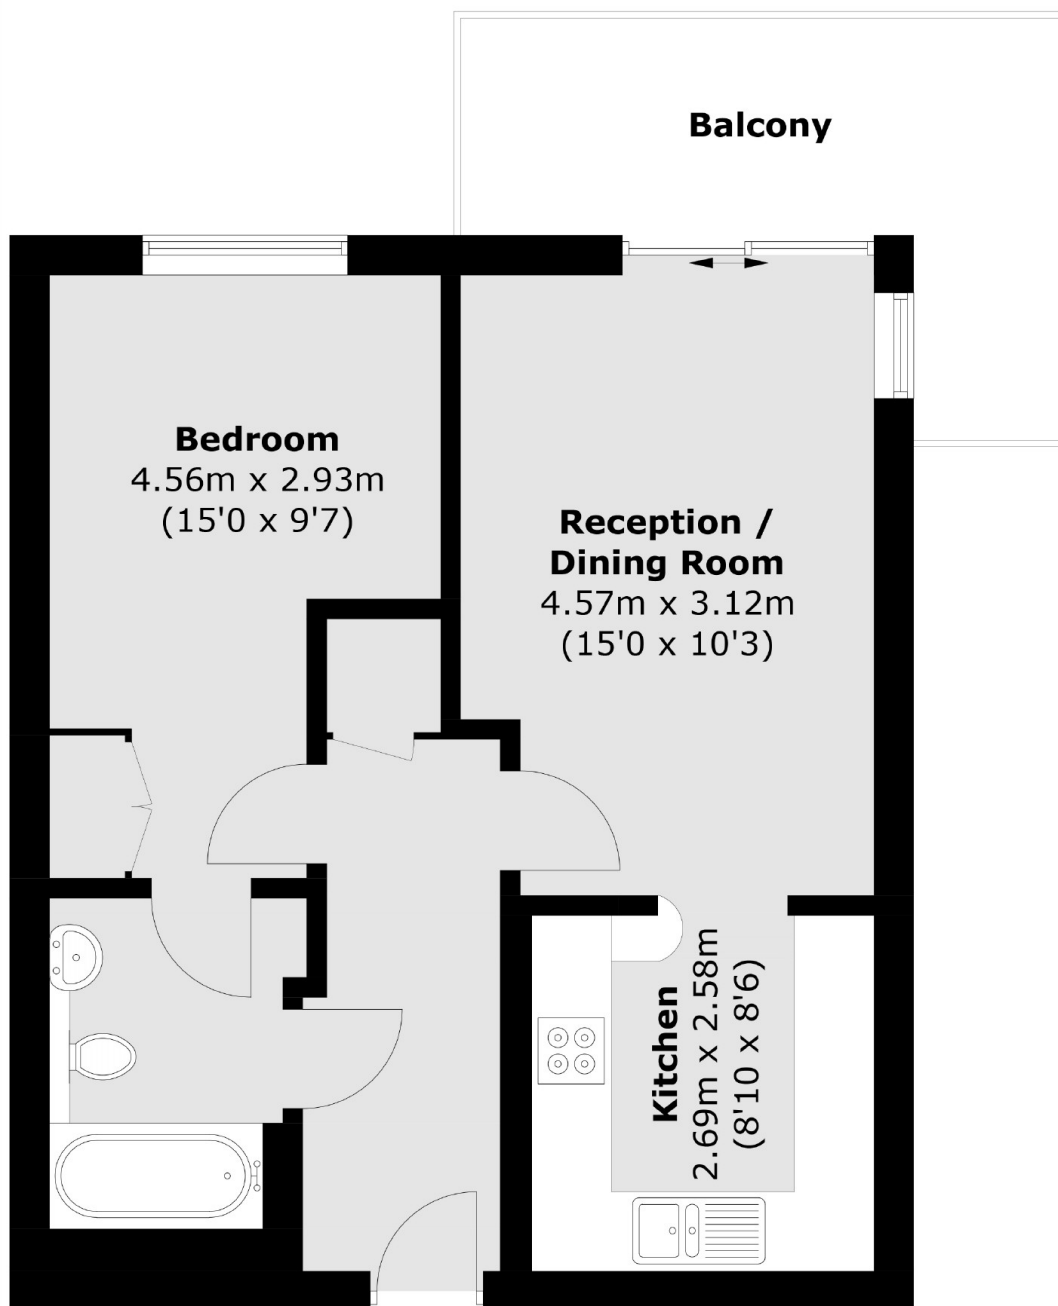 Balcony
Bedroom
4.56m x 2.93m
(15'0 x 9'7)
Reception /
Dining Room
4.57m x 3.12m
(15'0 x 10'3)
Kitchen
2.69m x 2.58m
(8'10 x 8'6)